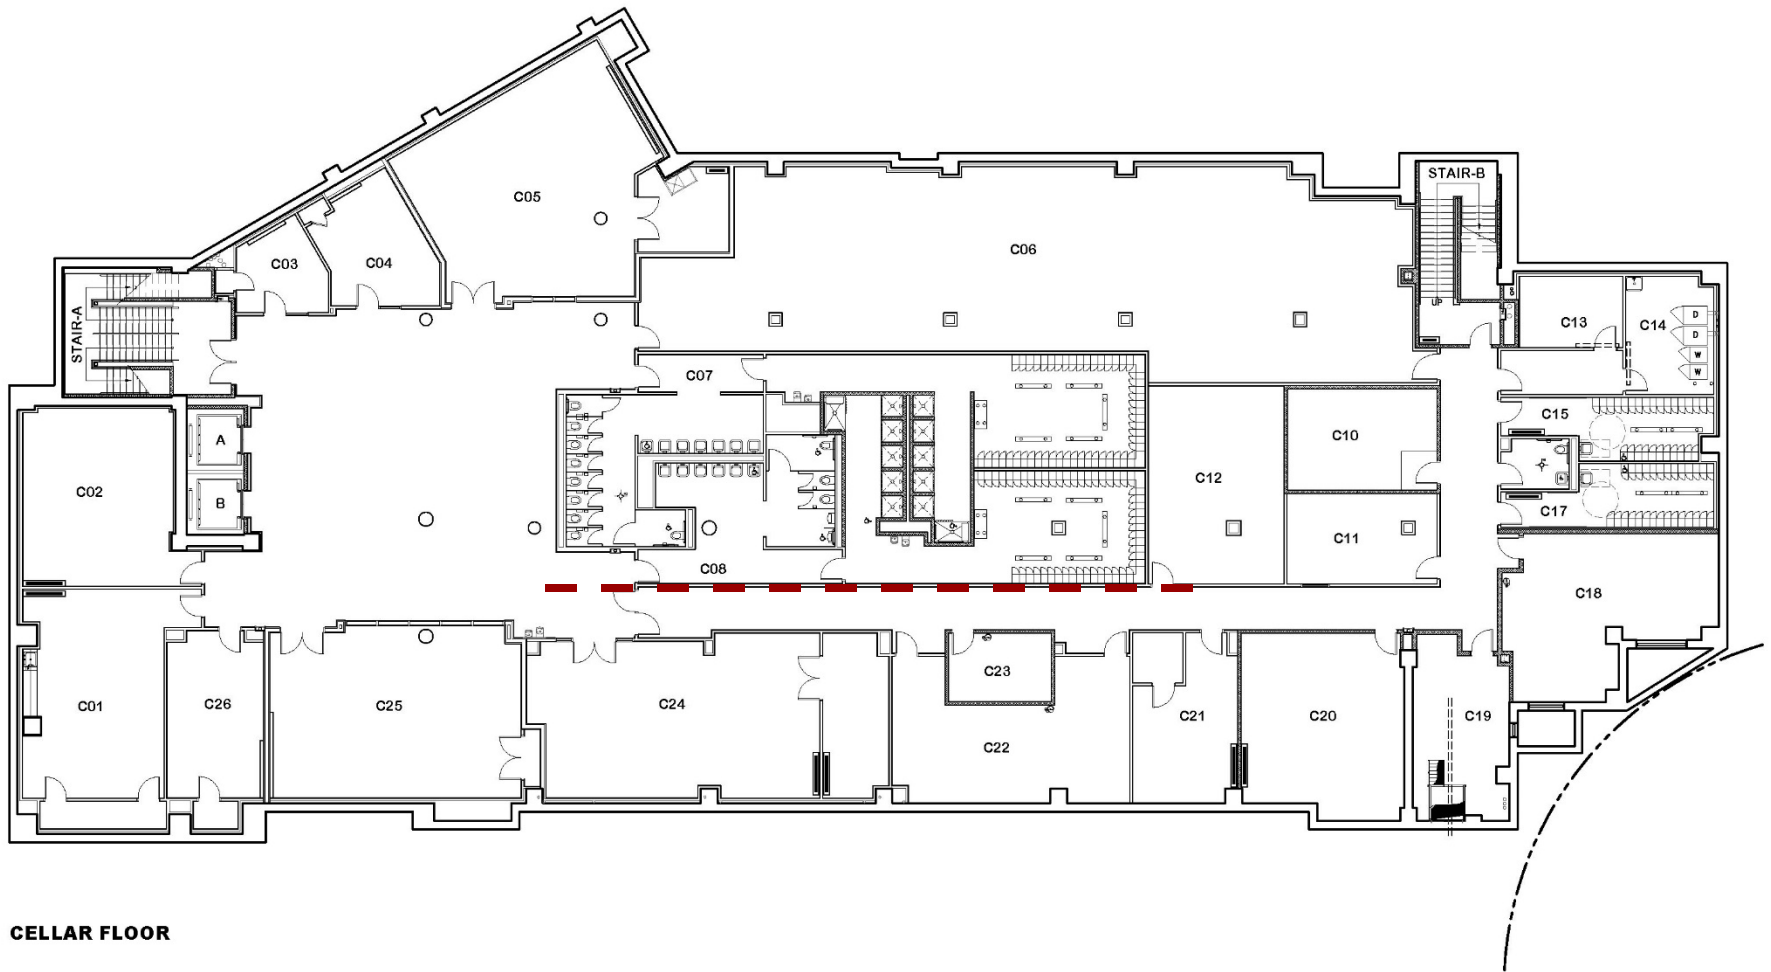 STAIR-B
C05
C06
C03
C04
UP
C13
C14
D
D
W
W
STAIR-A
C07
C15
C10
A
C02
C12
B
C17
C11
C08
C18
C23
C01
C26
C25
C24
C22
C21
C20
C19
CELLAR FLOOR